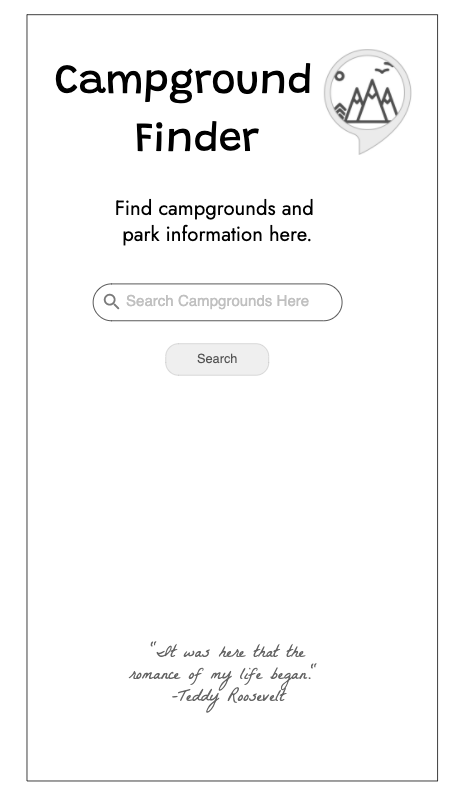 Campground
Finder
Find campgrounds and
park information here.
Search Campgrounds Here
Search
"It was here that the
romance of my life began."
-Teddy Roosevelt